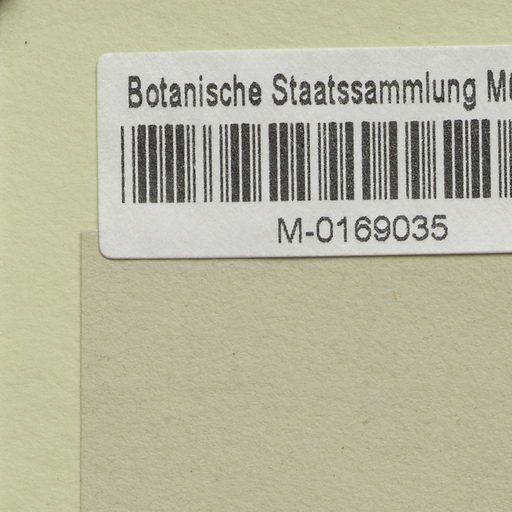 Botanische Staatssammlung
M-0169035